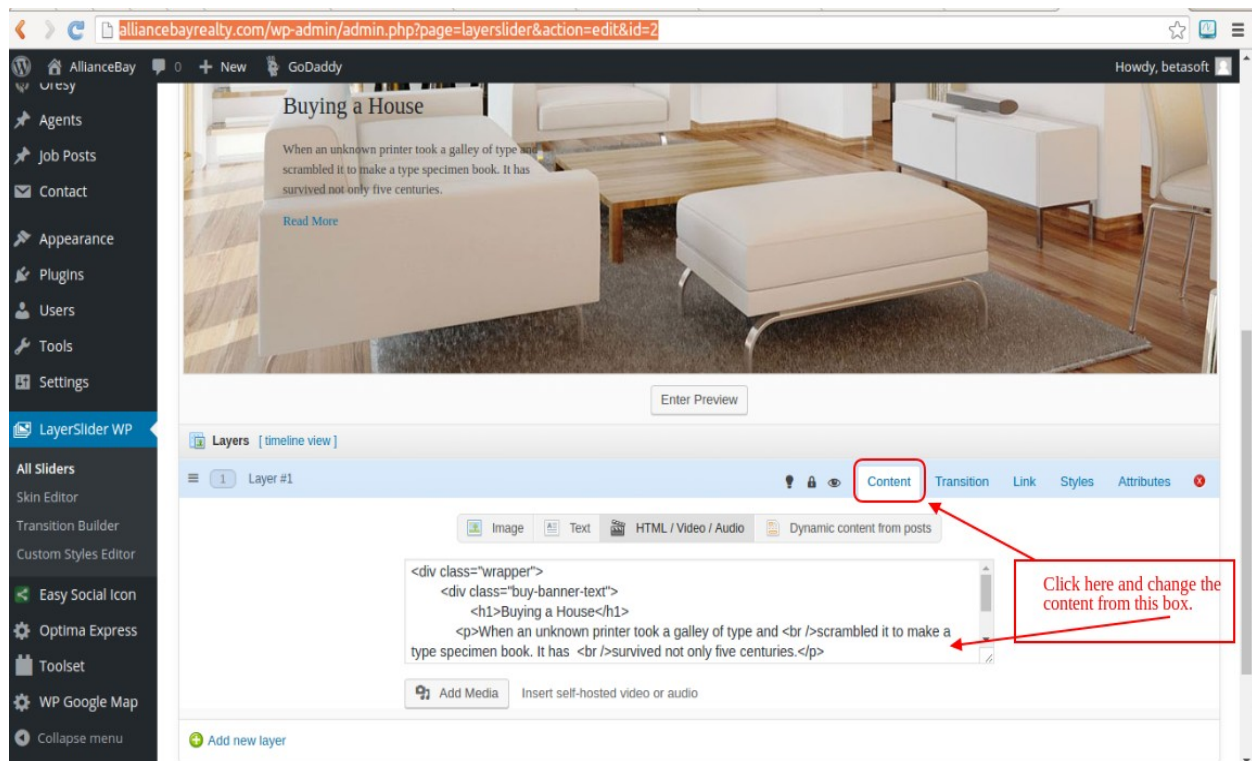 alliancebayrealty.com/wp-admin/admin.php?page=layerslider&action=edit&id=2
AllianceBay 0 + New GoDaddy Howdy, betasoft
Agents
Job Posts
Contact
Appearance
Plugins
Users
Tools
Settings
LayerSlider WP
All Sliders
Skin Editor
Transition Builder
Custom Styles Editor
Easy Social Icon
Optima Express
Toolset
WP Google Map
Collapse menu
Buying a House
When an unknown printer took a galley of type and
scrambled it to make a type specimen book. It has
survived not only five centuries.
Read More
Enter Preview
Layers [ timeline view ]
1 Layer #1 Content Transition Link Styles Attributes
Image Text HTML / Video / Audio Dynamic content from posts
<div class="wrapper">
<div class="buy-banner-text">
<h1>Buying a House</h1>
<p>When an unknown printer took a galley of type and <br />scrambled it to make a
type specimen book. It has <br />survived not only five centuries.</p>
Click here and change the
content from this box.
Add Media Insert self-hosted video or audio
Add new layer